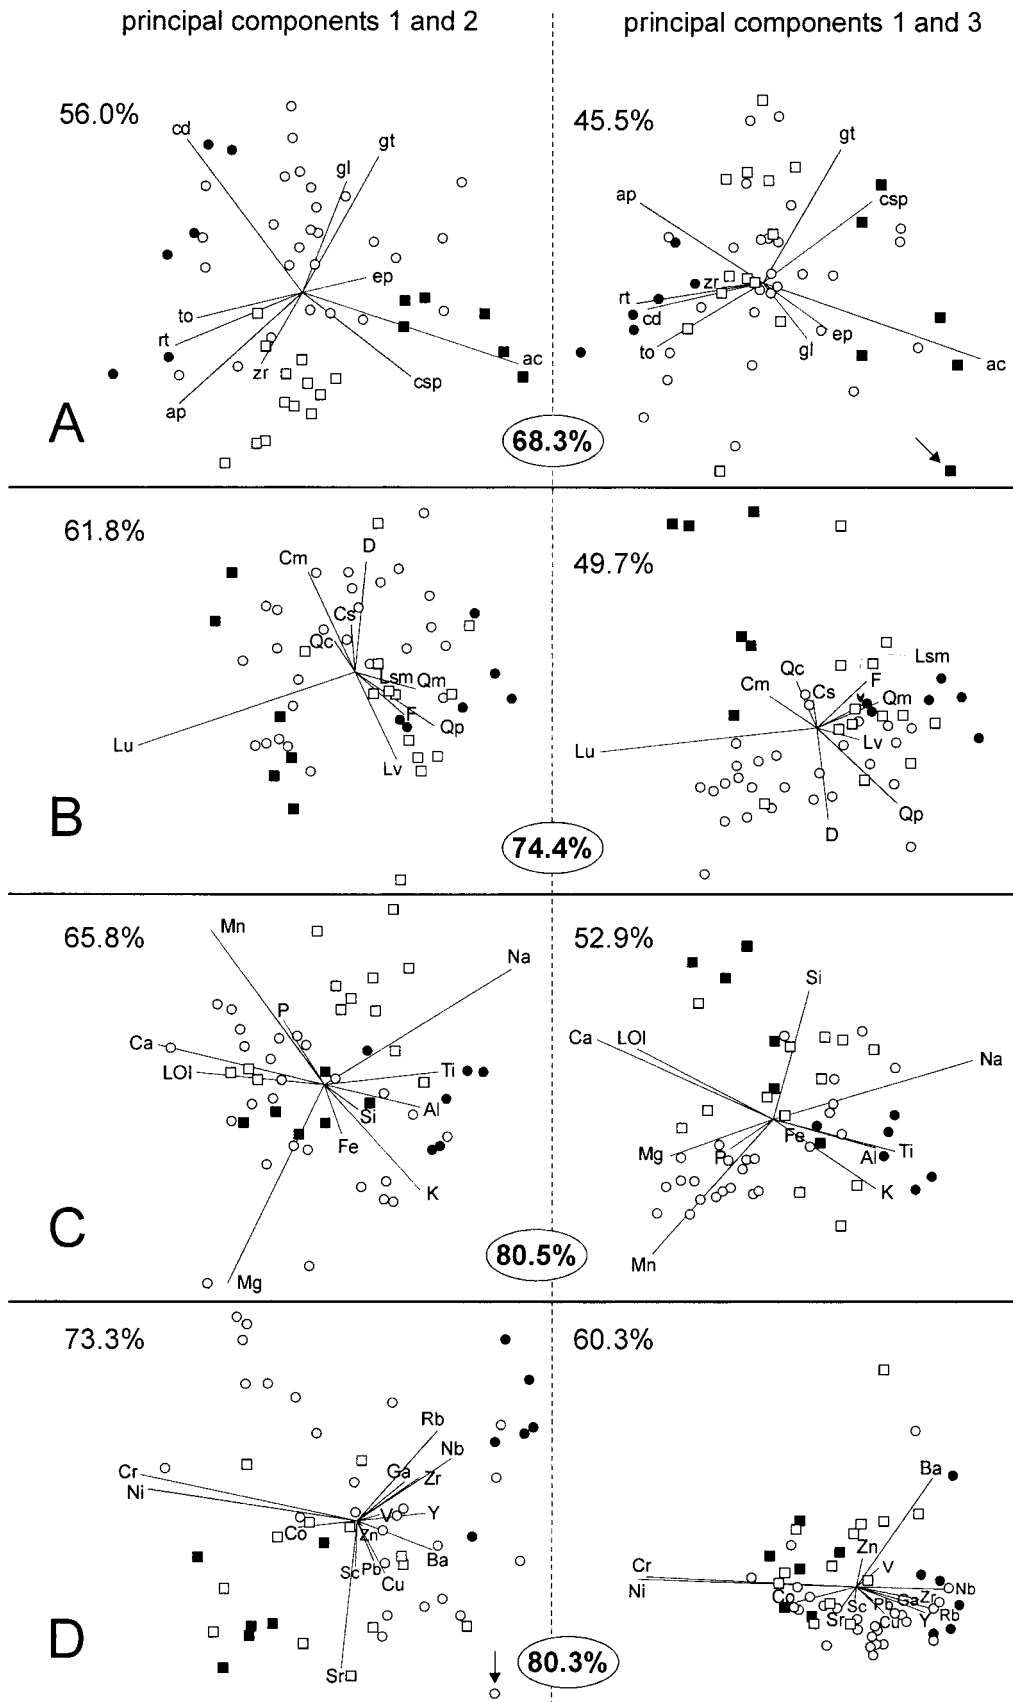 principal components 1 and 2
principal components 1 and 3
56.0%
cd
gl
gt
ep
to
rt
zr
ap
ac
csp
A
45.5%
gt
ap
csp
zr
rt
cd
to
gl
ep
ac
68.3%
61.8%
Cm
D
Cs
Qc
Lsm
Qm
F
Qp
Lu
Lv
B
49.7%
Qc
Cs
Cm
F
Lsm
Qm
Lu
Lv
Qp
D
74.4%
65.8%
Mn
Na
P
Ca
LOI
Ti
Si
Al
Fe
K
Mg
C
52.9%
Si
Ca
LOI
Na
Fe
Mg
P
Al
Ti
K
Mn
80.5%
73.3%
Rb
Nb
Cr
Ni
Ga
Zr
V
Y
Co
Zn
Ba
Sc
Pb
Cu
Sr
D
60.3%
Ba
Zn
V
Cr
Ni
Co
Sc
Pb
Ga
Zr
Nb
Sr
Cu
Y
Rb
80.3%